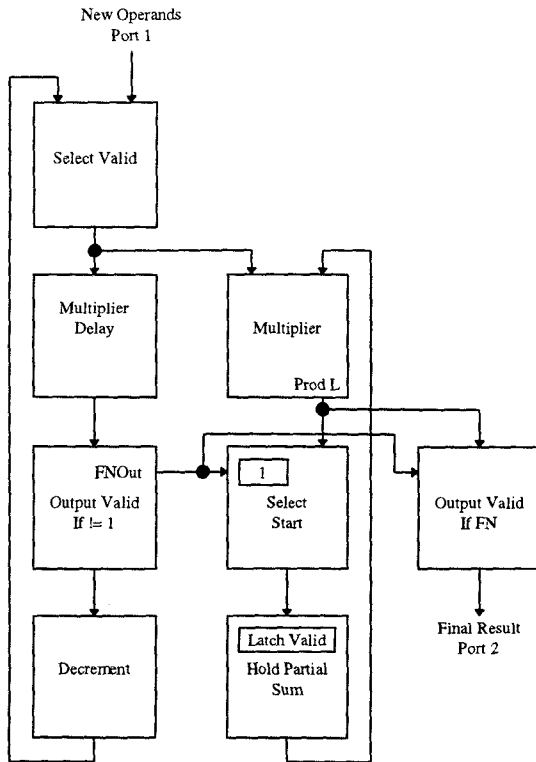 New Operands
Port 1
Select Valid
Multiplier
Delay
Multiplier
Prod L
FNOut
Output Valid
If != 1
1
Select
Start
Output Valid
If FN
Decrement
Latch Valid
Hold Partial
Sum
Final Result
Port 2